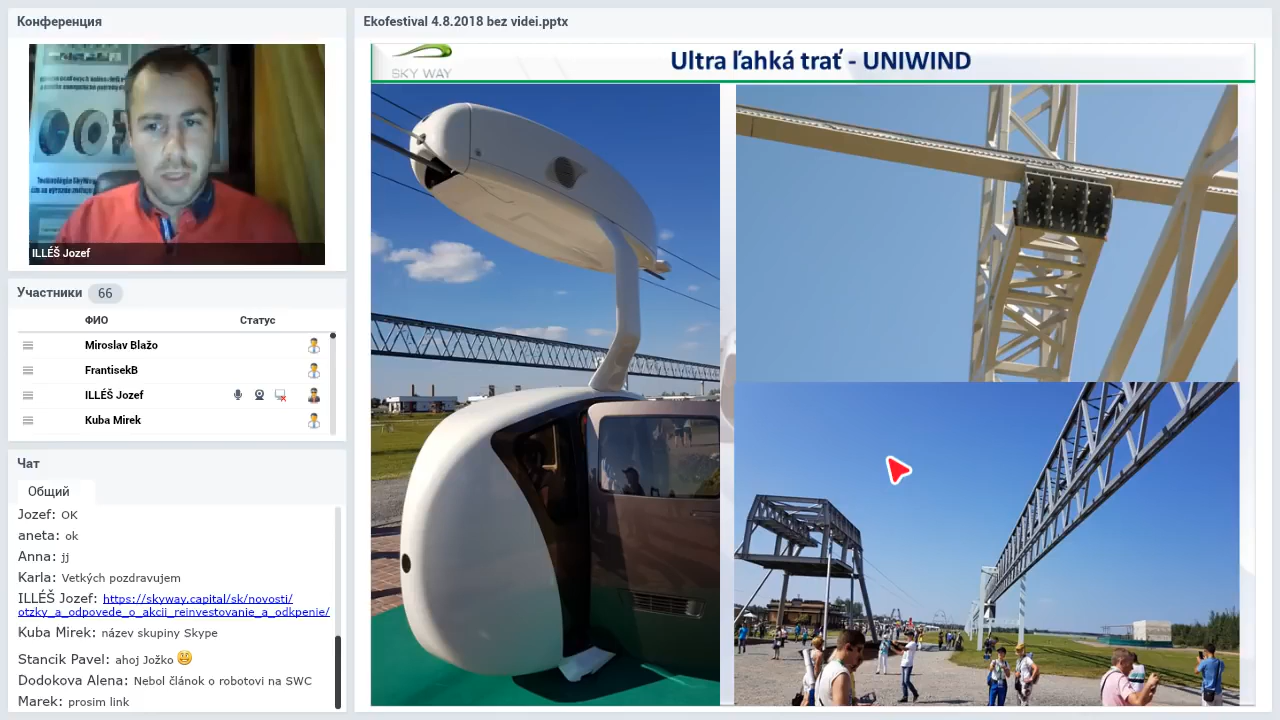 Конференция
ILLÉŠ Jozef
Участники 66
ФИО Статус
Miroslav Blažo
FrantisekB
ILLÉŠ Jozef
Kuba Mirek
Чат
Общий
Jozef: OK
aneta: ok
Anna: jj
Karla: Vetkých pozdravujem
ILLÉŠ Jozef: https://skyway.capital/sk/novosti/
otzky_a_odpovede_o_akcii_reinvestovanie_a_odkpenie/
Kuba Mirek: název skupiny Skype
Stancik Pavel: ahoj Jožko
Dodokova Alena: Nebol článok o robotovi na SWC
Marek: prosim link
Ekofestival 4.8.2018 bez videi.pptx
SKY WAY
Ultra ľahká trať - UNIWIND